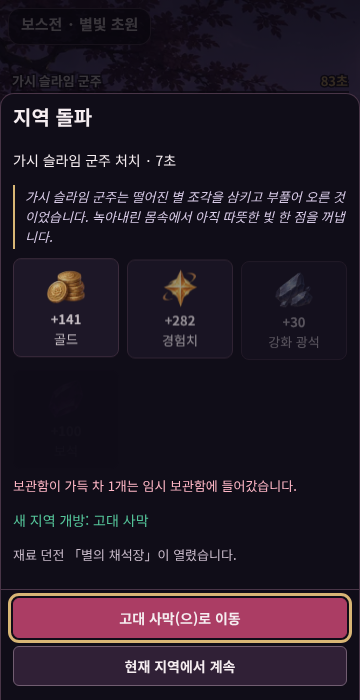 보스전 · 별빛 초원
가시 슬라임 군주
83초
지역 돌파
가시 슬라임 군주 처치 · 7초
가시 슬라임 군주는 떨어진 별 조각을 삼키고 부풀어 오른 것
이었습니다. 녹아내린 몸속에서 아직 따뜻한 빛 한 점을 꺼냅
니다.
+141
골드
+282
경험치
+30
강화 광석
보관함이 가득 차 1개는 임시 보관함에 들어갔습니다.
새 지역 개방: 고대 사막
재료 던전 「별의 채석장」이 열렸습니다.
고대 사막(으)로 이동
현재 지역에서 계속